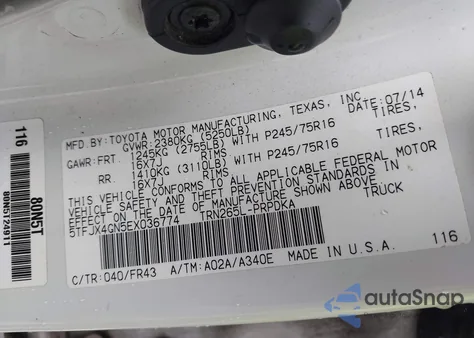 MFD.BY:TOYOTA MOTOR MANUFACTURING, TEXAS, INC. DATE:07/14
GVWR:2380KG (5250LB)
GAWR:FRT. 1245KG (2755LB) WITH P245/75R16 TIRES,
16X7J RIMS
RR. 1410KG (3110LB) WITH P245/75R16 TIRES,
16X7J RIMS
THIS VEHICLE CONFORMS TO ALL APPLICABLE FEDERAL MOTOR
VEHICLE SAFETY AND THEFT PREVENTION STANDARDS IN
EFFECT ON THE DATE OF MANUFACTURE SHOWN ABOVE.
5TFJX4GN5EX036774 TRUCK
TRN265L-PRPDKA
C/TR:040/FR43 A/TM:A02A/A340E MADE IN U.S.A. 116
116
80N5T
80N5124911
autoSnap